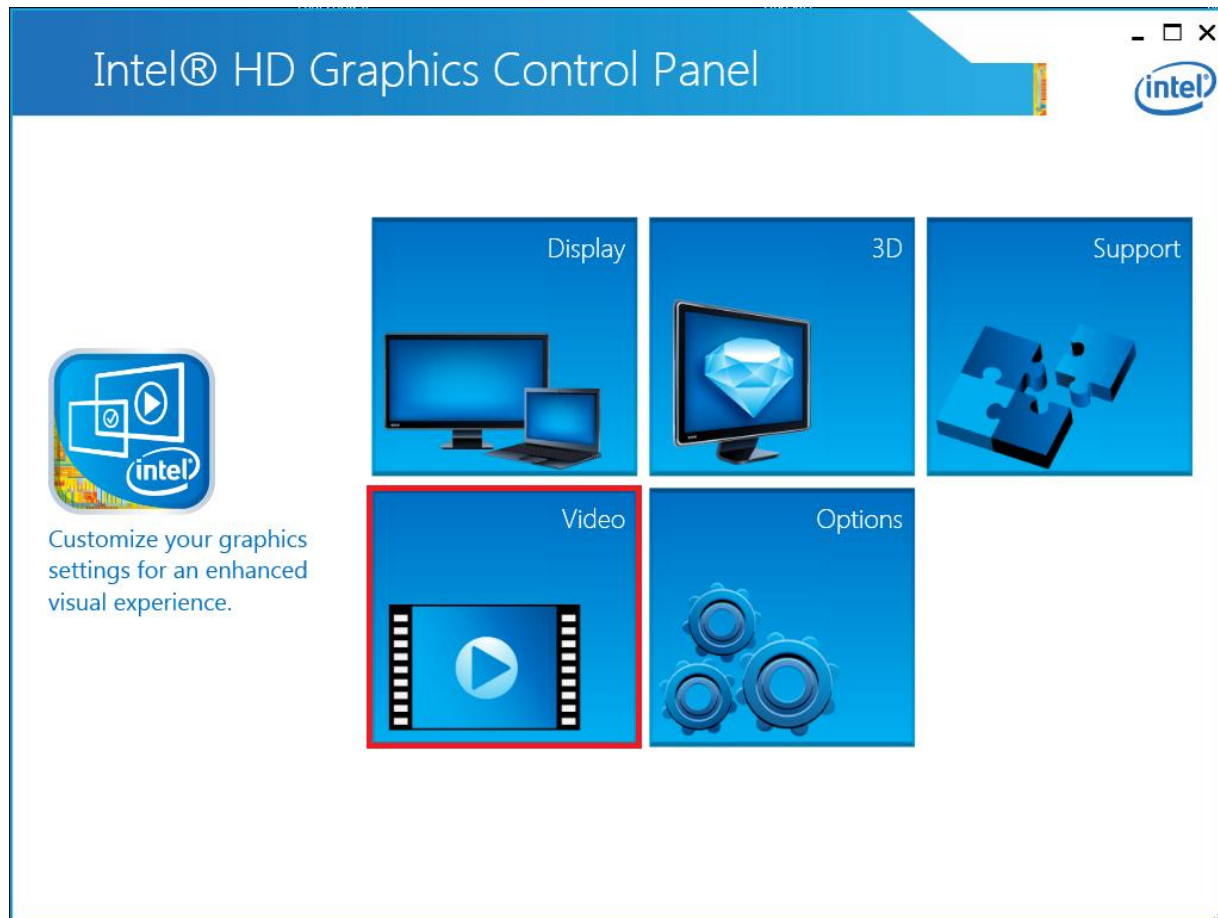 Intel® HD Graphics Control Panel
intel®
Display
3D
Support
intel®
Customize your graphics
settings for an enhanced
visual experience.
Video
Options